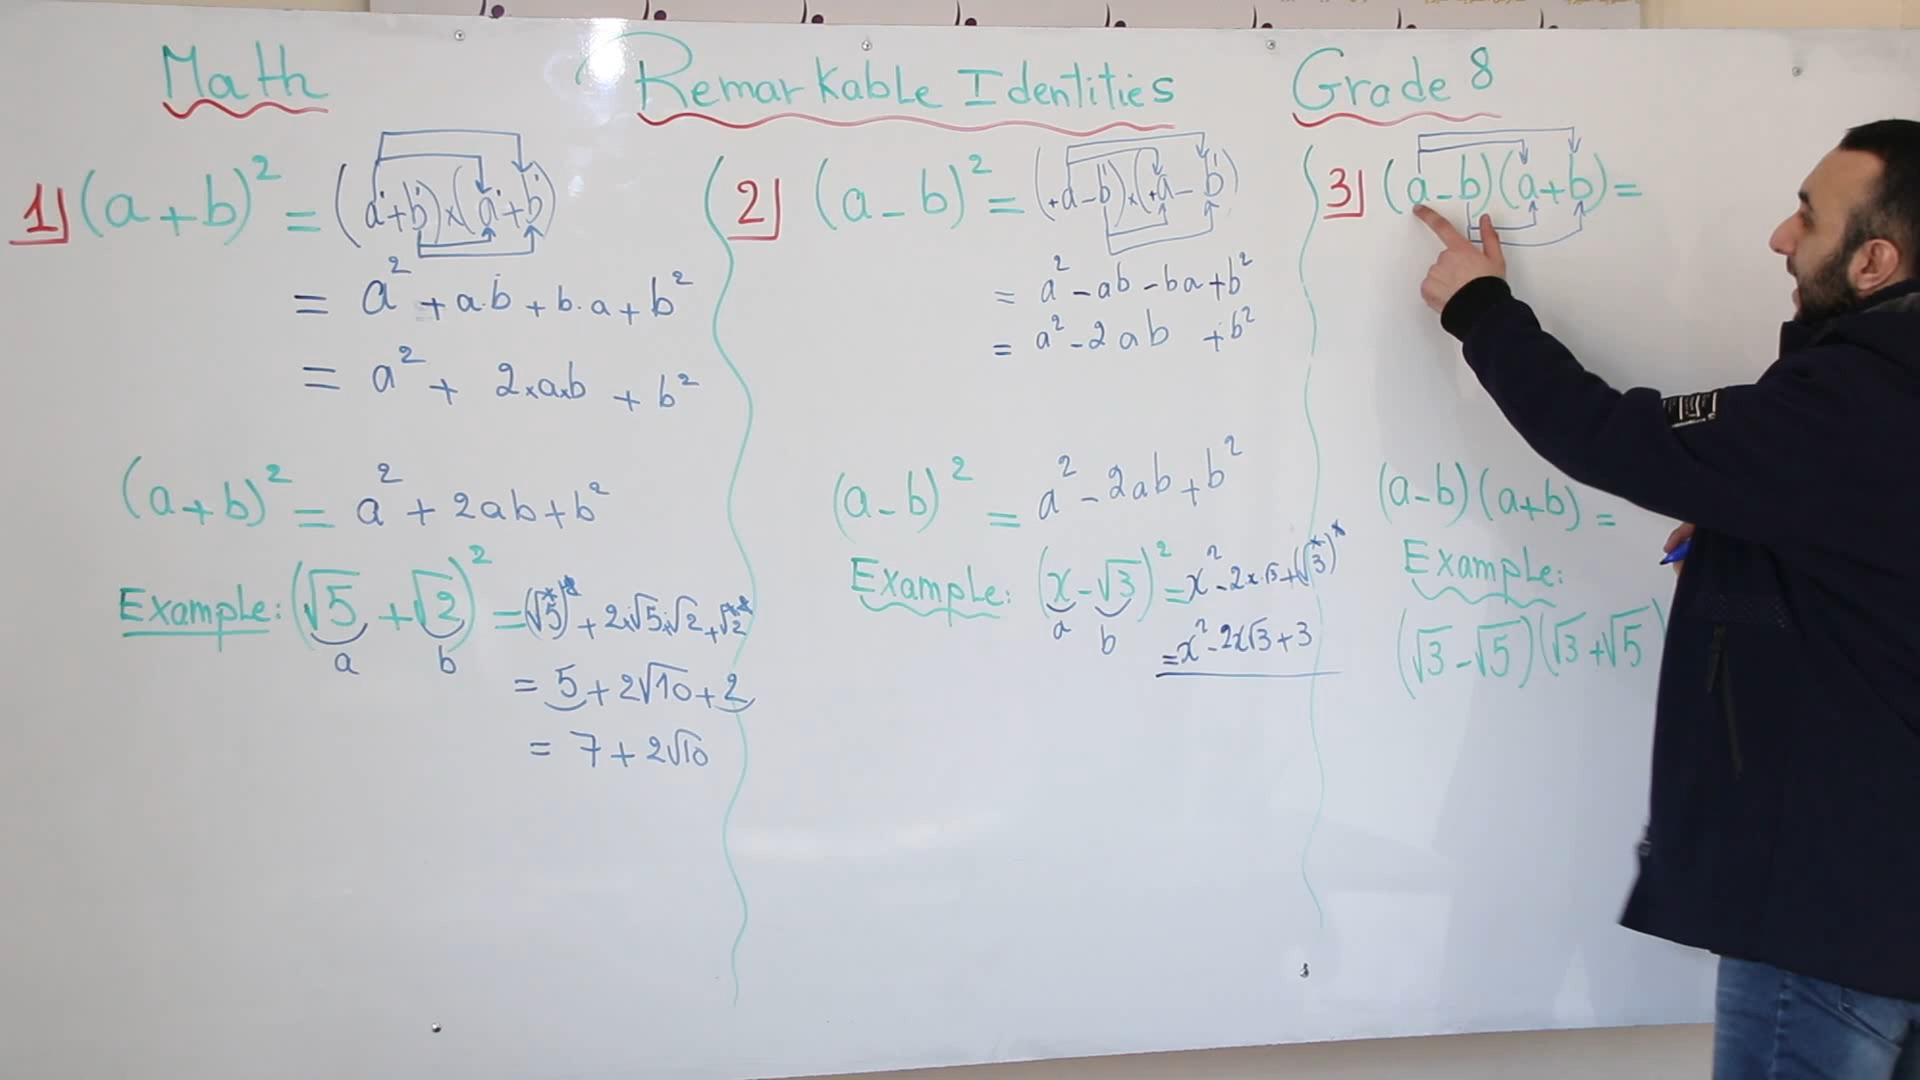 Math
Remarkable Identities
Grade 8
1) (a+b)² = (a+b)×(a+b)
= a² + a.b + b.a + b²
= a² + 2×a×b + b²
(a+b)² = a² + 2ab + b²
Example: (√5 + √2)² = (√5)² + 2×√5×√2 + √2²
a b
= 5 + 2√10 + 2
= 7 + 2√10
2) (a-b)² = (+a-b)×(+a-b)
= a² - ab - ba + b²
= a² - 2ab + b²
(a-b)² = a² - 2ab + b²
Example: (x - √3)² = x² - 2x.√3 + (√3)²
a b
= x² - 2x√3 + 3
3) (a-b)(a+b) =
(a-b)(a+b) =
Example:
(√3 - √5)(√3 + √5)